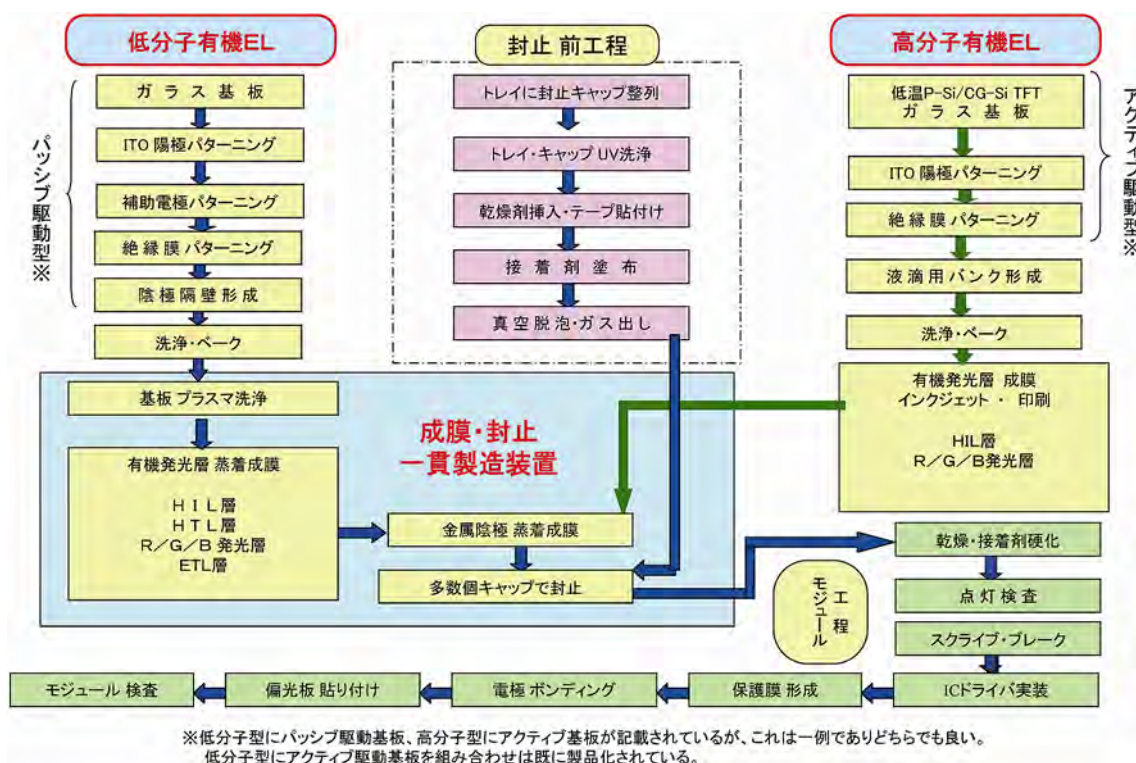 低分子有機EL
ガラス基板
ITO 陽極パターニング
補助電極パターニング
絶縁膜パターニング
陰極隔壁形成
洗浄・ベーク
パッシブ駆動型※
封止 前工程
トレイに封止キャップ整列
トレイ・キャップ UV洗浄
乾燥剤挿入・テープ貼付け
接着剤塗布
真空脱泡・ガス出し
高分子有機EL
低温P-Si/CG-Si TFT
ガラス基板
ITO 陽極パターニング
絶縁膜パターニング
液滴用バンク形成
洗浄・ベーク
アクティブ駆動型※
有機発光層 成膜
インクジェット ・ 印刷
HIL層
R/G/B発光層
基板 プラズマ洗浄
有機発光層 蒸着成膜
HIL層
HTL層
R/G/B 発光層
ETL層
成膜・封止
一貫製造装置
金属陰極 蒸着成膜
多数個キャップで封止
モジュール
工程
乾燥・接着剤硬化
点灯検査
スクライブ・ブレーク
ICドライバ実装
保護膜 形成
電極 ボンディング
偏光板 貼り付け
モジュール 検査
※低分子型にパッシブ駆動基板、高分子型にアクティブ基板が記載されているが、これは一例でありどちらでも良い。
低分子型にアクティブ駆動基板を組み合わせは既に製品化されている。